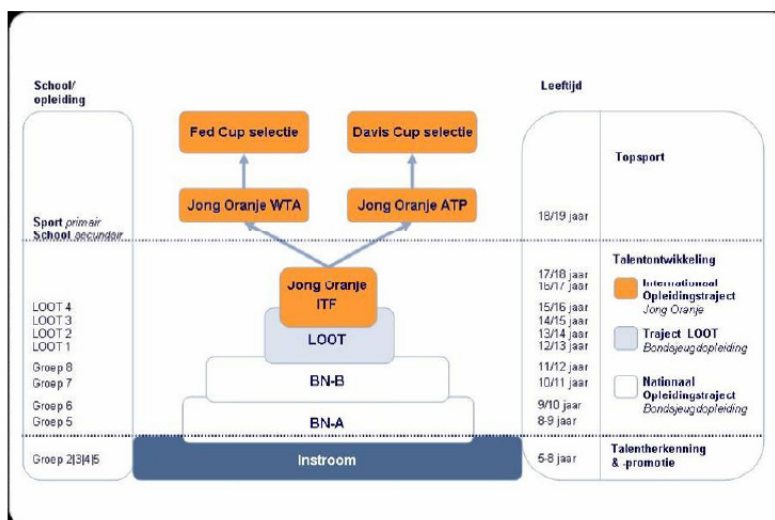 School/
opleiding
Leeftijd
Fed Cup selectie
Davis Cup selectie
Topsport
Jong Oranje WTA
Jong Oranje ATP
18/19 jaar
Sport primair
School secundair
Talentontwikkeling
17/18 jaar
16/17 jaar
Jong Oranje
ITF
Internationaal
Opleidingstraject
Jong Oranje
LOOT 4
15/16 jaar
LOOT 3
14/15 jaar
LOOT 2
13/14 jaar
LOOT 1
12/13 jaar
LOOT
Traject LOOT
Bondsjeugdopleiding
Groep 8
11/12 jaar
Groep 7
10/11 jaar
BN-B
Nationaal
Opleidingstraject
Bondsjeugdopleiding
Groep 6
9/10 jaar
Groep 5
8-9 jaar
BN-A
Groep 2|3|4|5
Instroom
6-8 jaar
Talentherkenning
& -promotie